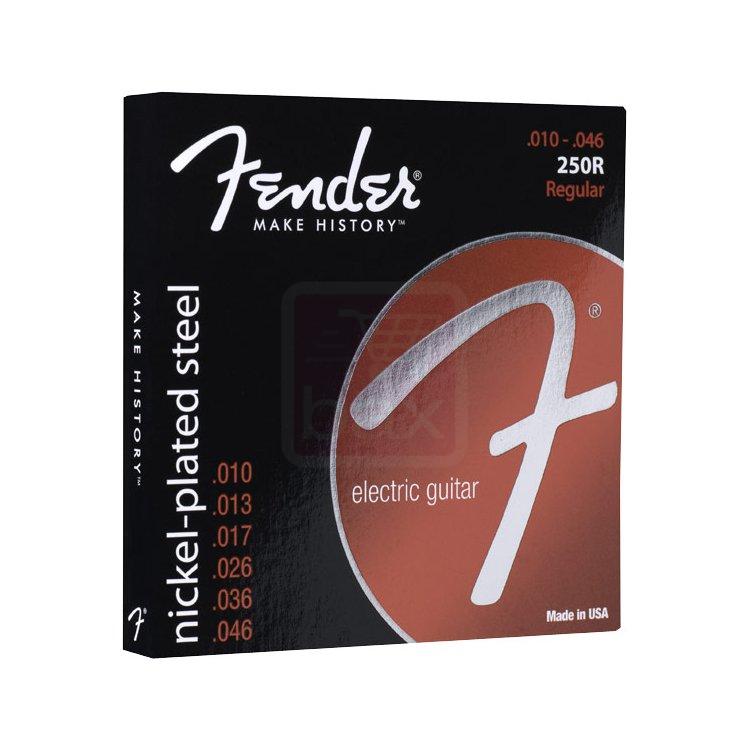 Fender®
MAKE HISTORY™
.010 - .046
250R
Regular
MAKE HISTORY™
nickel-plated steel
.010
.013
.017
.026
.036
.046
F®
electric guitar
F®
Made in USA